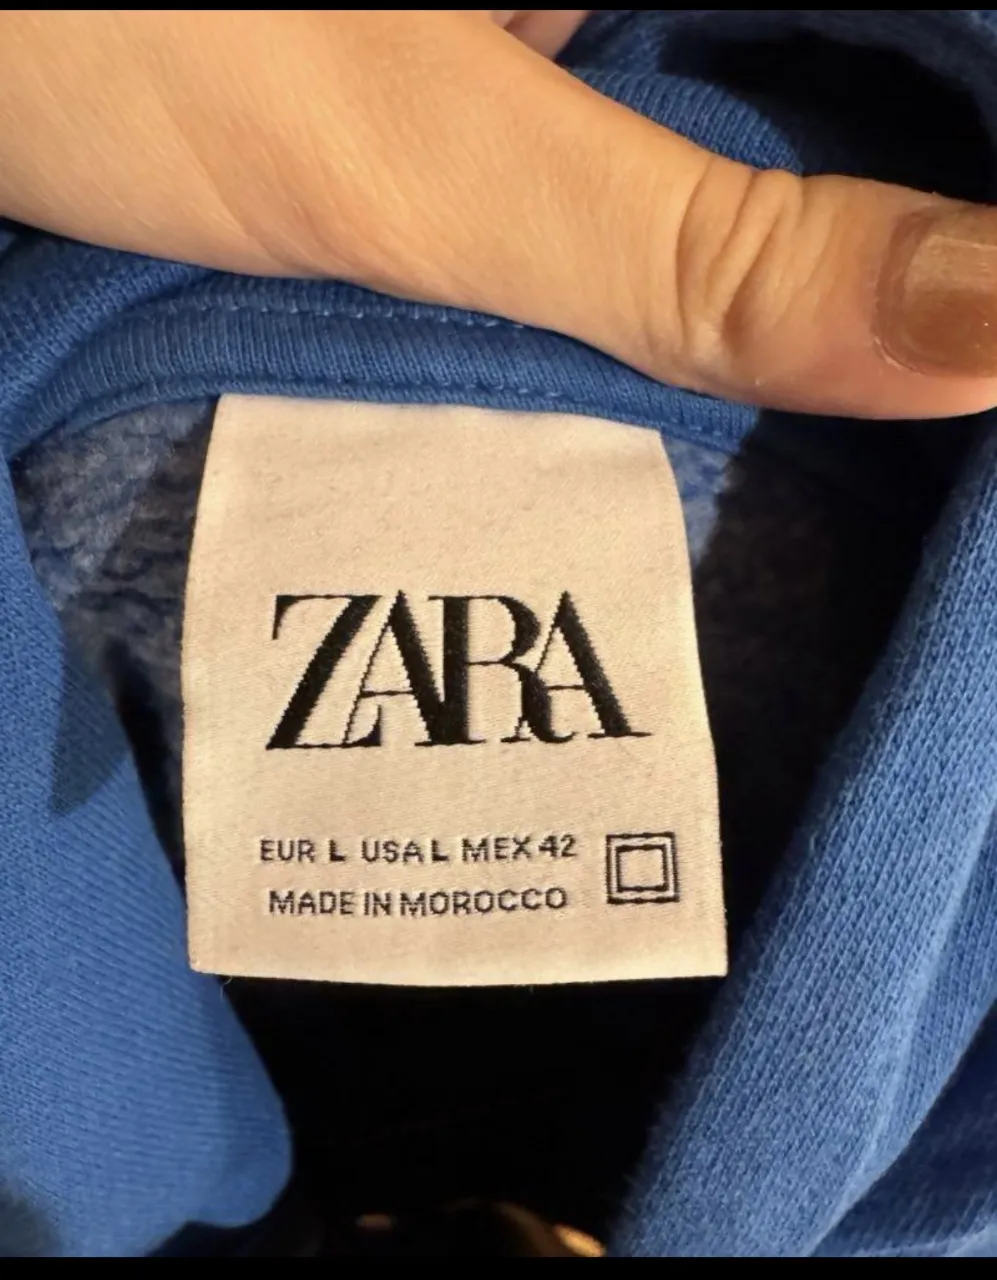 ZARA
EUR L USA L MEX 42
MADE IN MOROCCO